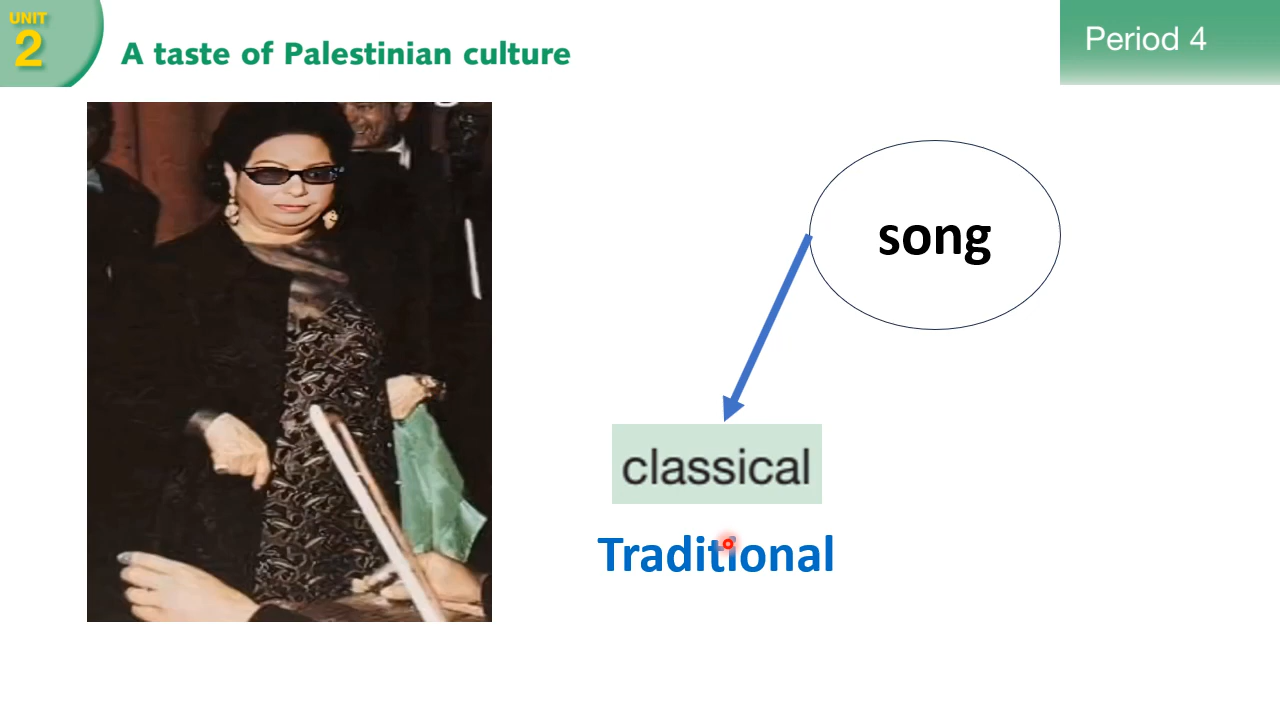 UNIT
2
A taste of Palestinian culture
Period 4
song
classical
Traditional